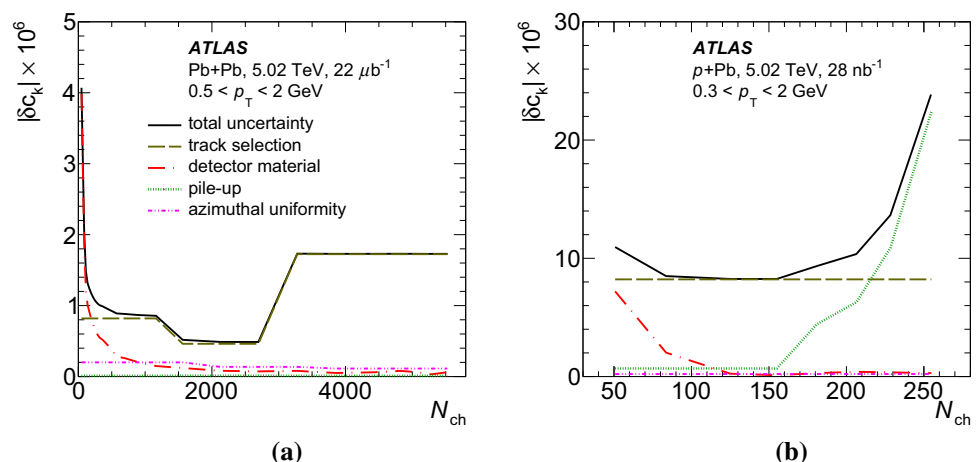 |δc_k| × 10^6
5
4
3
2
1
0
ATLAS
Pb+Pb, 5.02 TeV, 22 μb^-1
0.5 < p_T < 2 GeV
total uncertainty
track selection
detector material
pile-up
azimuthal uniformity
0 2000 4000
N_ch
(a)
|δc_k| × 10^6
30
20
10
0
ATLAS
p+Pb, 5.02 TeV, 28 nb^-1
0.3 < p_T < 2 GeV
50 100 150 200 250
N_ch
(b)